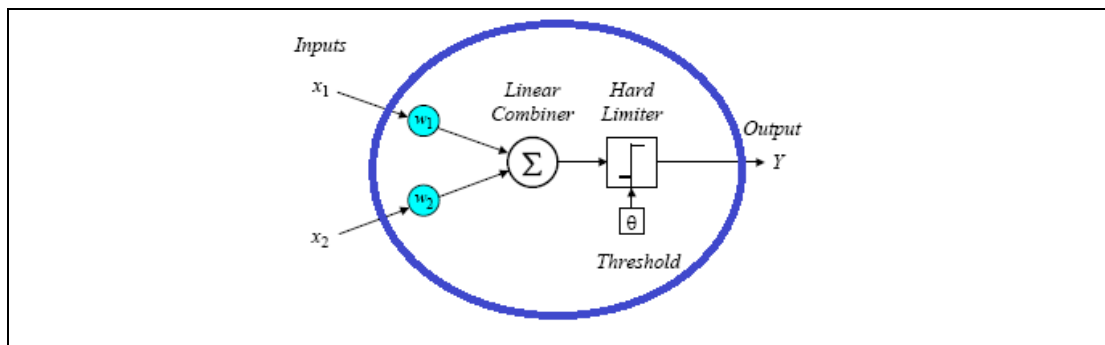 Inputs
x1
w1
Linear
Combiner
Σ
Hard
Limiter
θ
Threshold
Output
Y
w2
x2